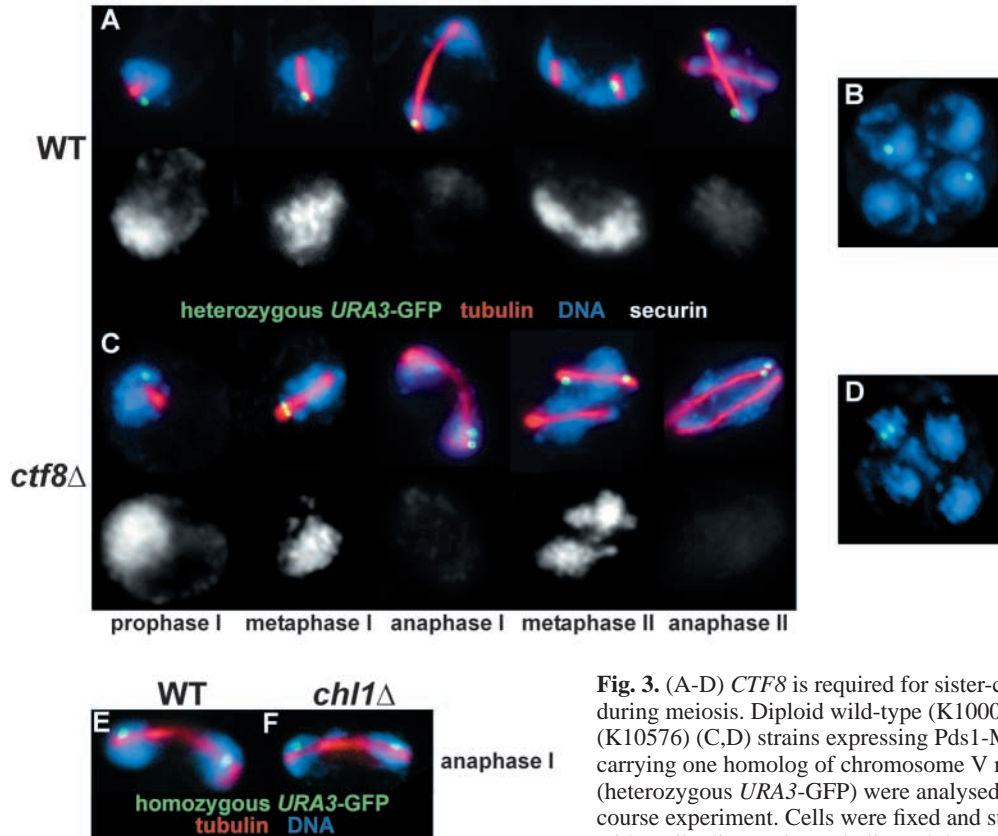 A
B
WT
heterozygous URA3-GFP tubulin DNA securin
C
D
ctf8Δ
prophase I metaphase I anaphase I metaphase II anaphase II
WT chl1Δ
E F
anaphase I
homozygous URA3-GFP
tubulin DNA
Fig. 3. (A-D) CTF8 is required for sister-c
during meiosis. Diploid wild-type (K1000
(K10576) (C,D) strains expressing Pds1-M
carrying one homolog of chromosome V
(heterozygous URA3-GFP) were analysed
course experiment. Cells were fixed and s